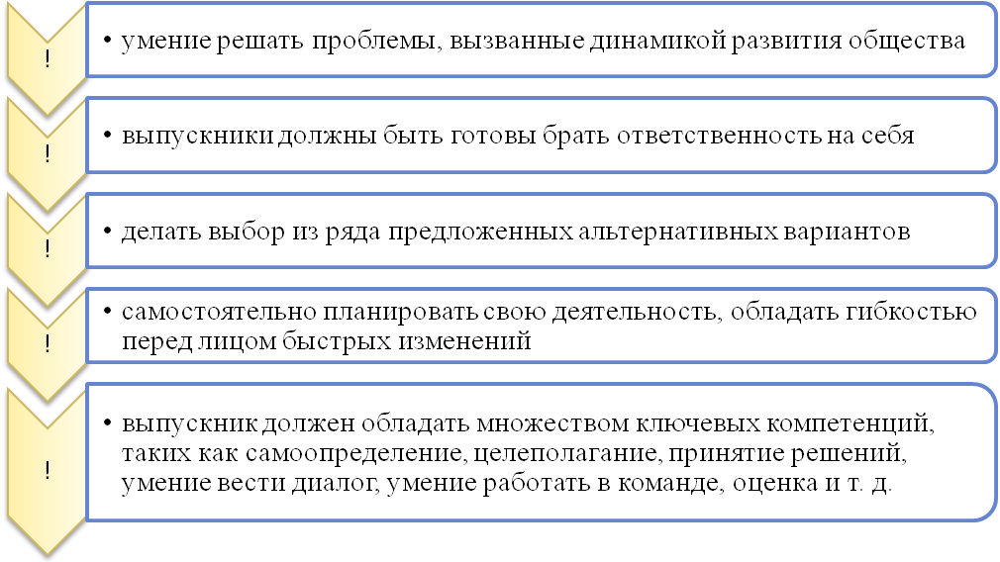 !
• умение решать проблемы, вызванные динамикой развития общества
!
• выпускники должны быть готовы брать ответственность на себя
!
• делать выбор из ряда предложенных альтернативных вариантов
!
• самостоятельно планировать свою деятельность, обладать гибкостью
перед лицом быстрых изменений
!
• выпускник должен обладать множеством ключевых компетенций,
таких как самоопределение, целеполагание, принятие решений,
умение вести диалог, умение работать в команде, оценка и т. д.